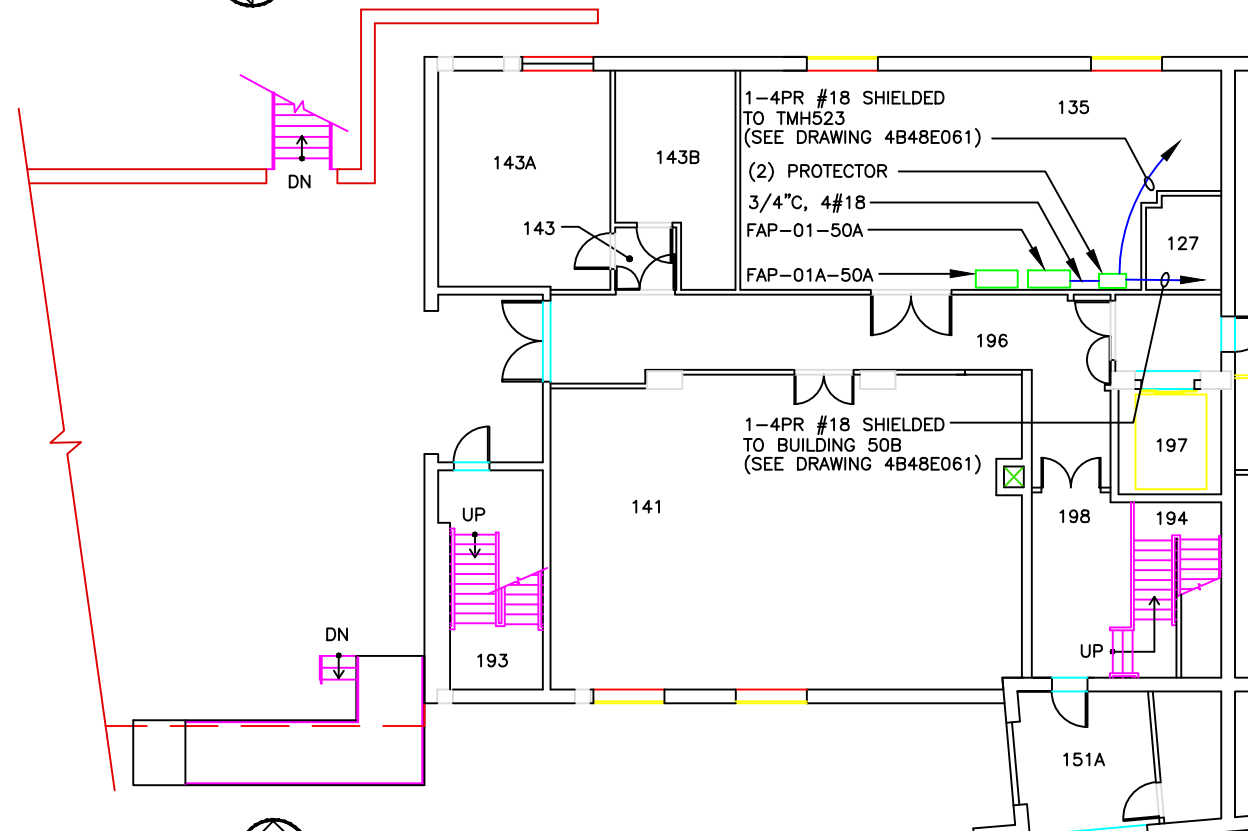 1-4PR #18 SHIELDED
TO TMH523
(SEE DRAWING 4B48E061)
135
143A
143B
(2) PROTECTOR
DN
3/4"C, 4#18
143
FAP-01-50A
127
FAP-01A-50A
196
1-4PR #18 SHIELDED
TO BUILDING 50B
(SEE DRAWING 4B48E061)
197
141
UP
198
194
DN
193
UP
151A